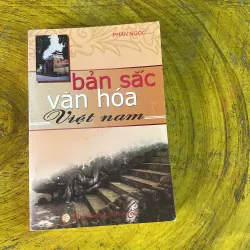 PHAN NGỌC
bản sắc
văn hóa
Việt nam